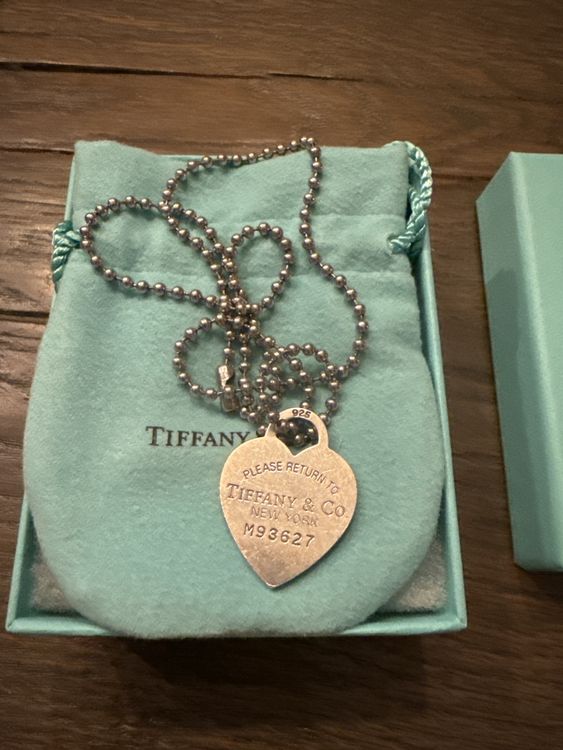 TIFFANY &
925
PLEASE RETURN TO
TIFFANY & CO.
NEW YORK
M93627